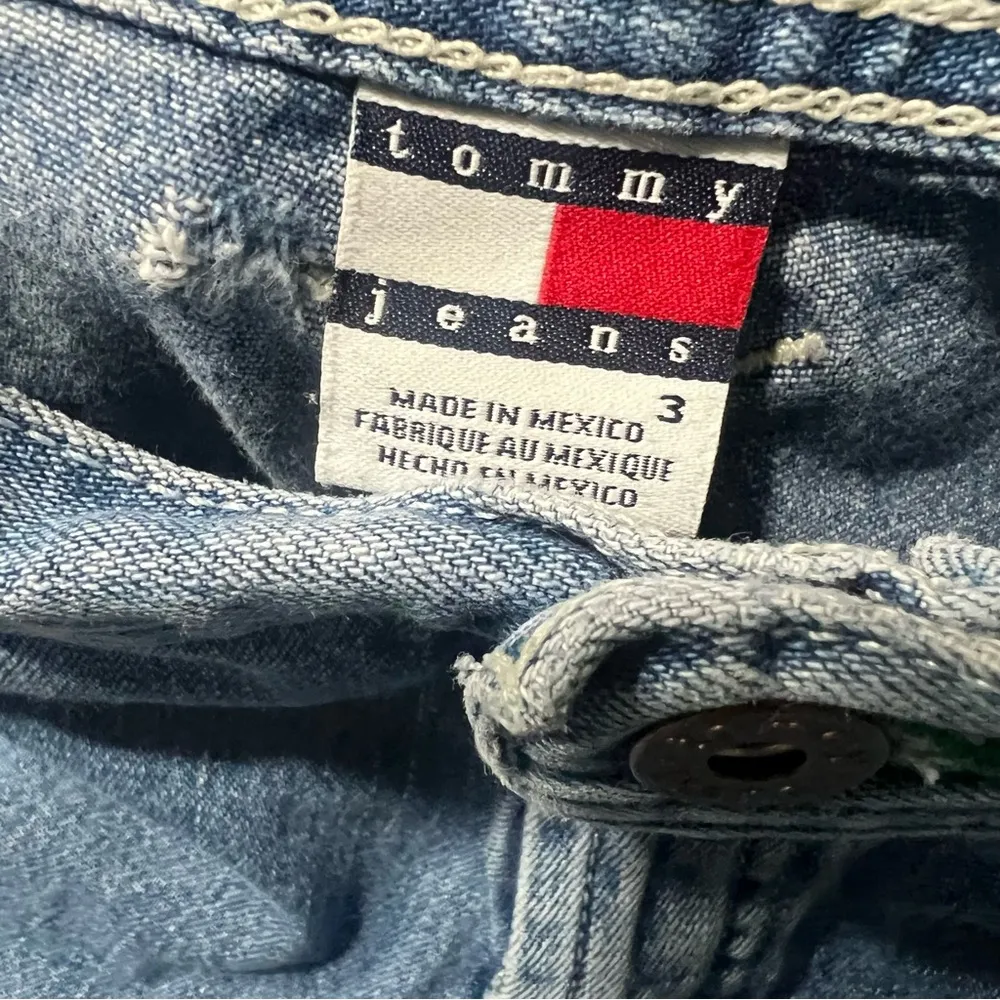 tommy
jeans
3
MADE IN MEXICO
FABRIQUE AU MEXIQUE
HECHO EN MEXICO